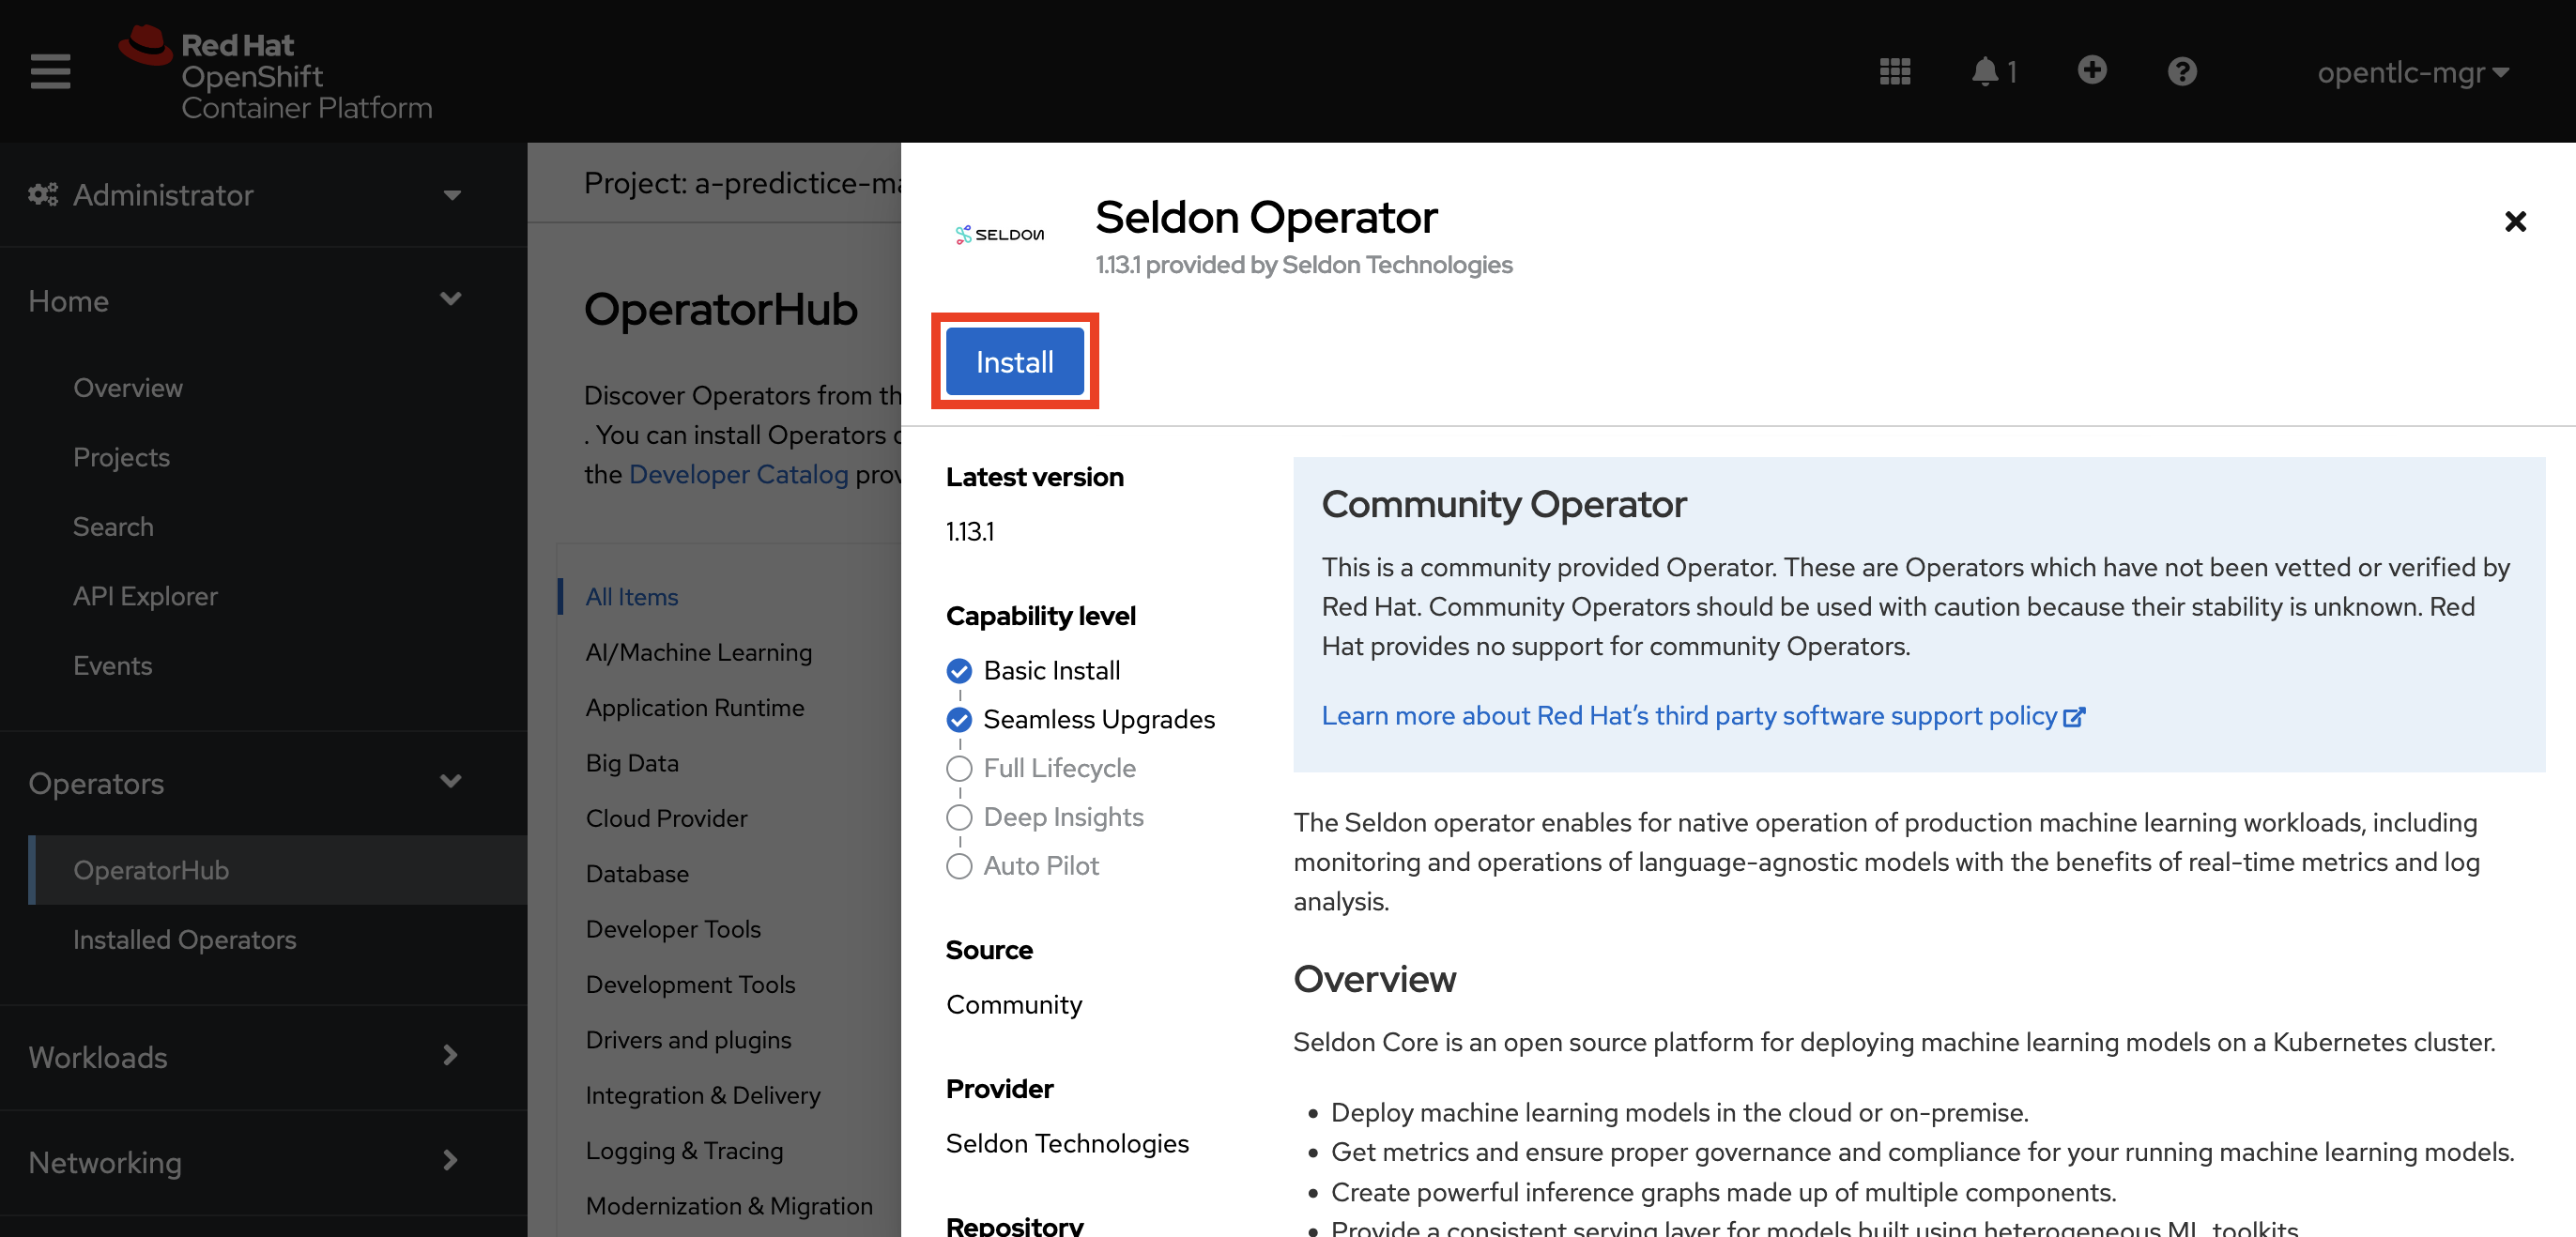 Red Hat
OpenShift
Container Platform
1
opentlc-mgr
Administrator
Home
Overview
Projects
Search
API Explorer
Events
Operators
OperatorHub
Installed Operators
Workloads
Networking
Project: a-predictice-ma
OperatorHub
Discover Operators from th
. You can install Operators
the Developer Catalog prov
All Items
AI/Machine Learning
Application Runtime
Big Data
Cloud Provider
Database
Developer Tools
Development Tools
Drivers and plugins
Integration & Delivery
Logging & Tracing
Modernization & Migration
SELDON
Seldon Operator
1.13.1 provided by Seldon Technologies
Install
Latest version
1.13.1
Capability level
Basic Install
Seamless Upgrades
Full Lifecycle
Deep Insights
Auto Pilot
Source
Community
Provider
Seldon Technologies
Repository
Community Operator
This is a community provided Operator. These are Operators which have not been vetted or verified by
Red Hat. Community Operators should be used with caution because their stability is unknown. Red
Hat provides no support for community Operators.
Learn more about Red Hat’s third party software support policy
The Seldon operator enables for native operation of production machine learning workloads, including
monitoring and operations of language-agnostic models with the benefits of real-time metrics and log
analysis.
Overview
Seldon Core is an open source platform for deploying machine learning models on a Kubernetes cluster.
• Deploy machine learning models in the cloud or on-premise.
• Get metrics and ensure proper governance and compliance for your running machine learning models.
• Create powerful inference graphs made up of multiple components.
• Provide a consistent serving layer for models built using heterogeneous ML toolkits.